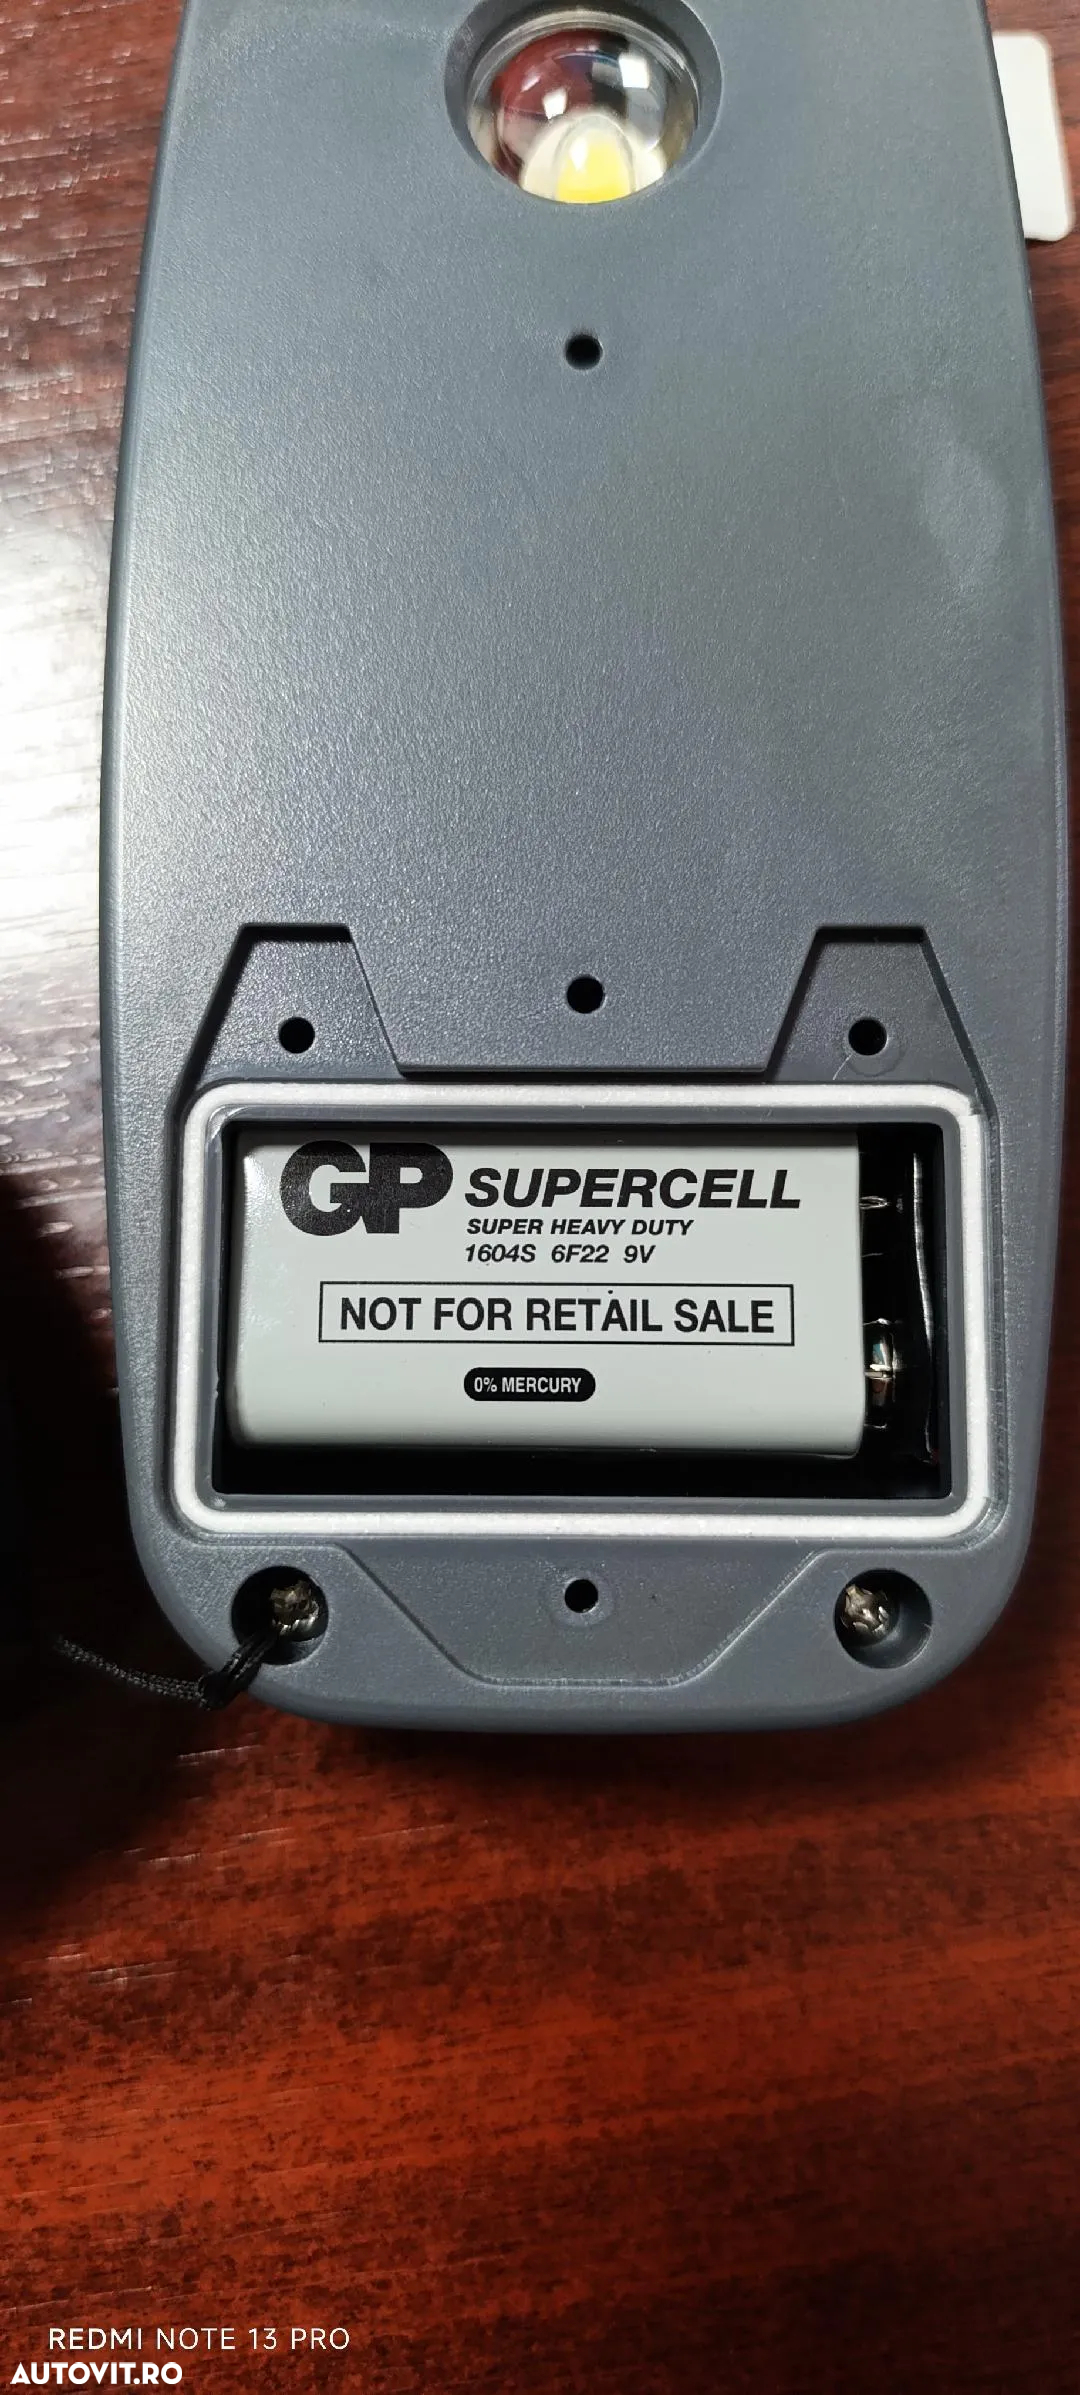 GP SUPERCELL
SUPER HEAVY DUTY
1604S 6F22 9V
NOT FOR RETAIL SALE
0% MERCURY
REDMI NOTE 13 PRO
AUTOVIT.RO